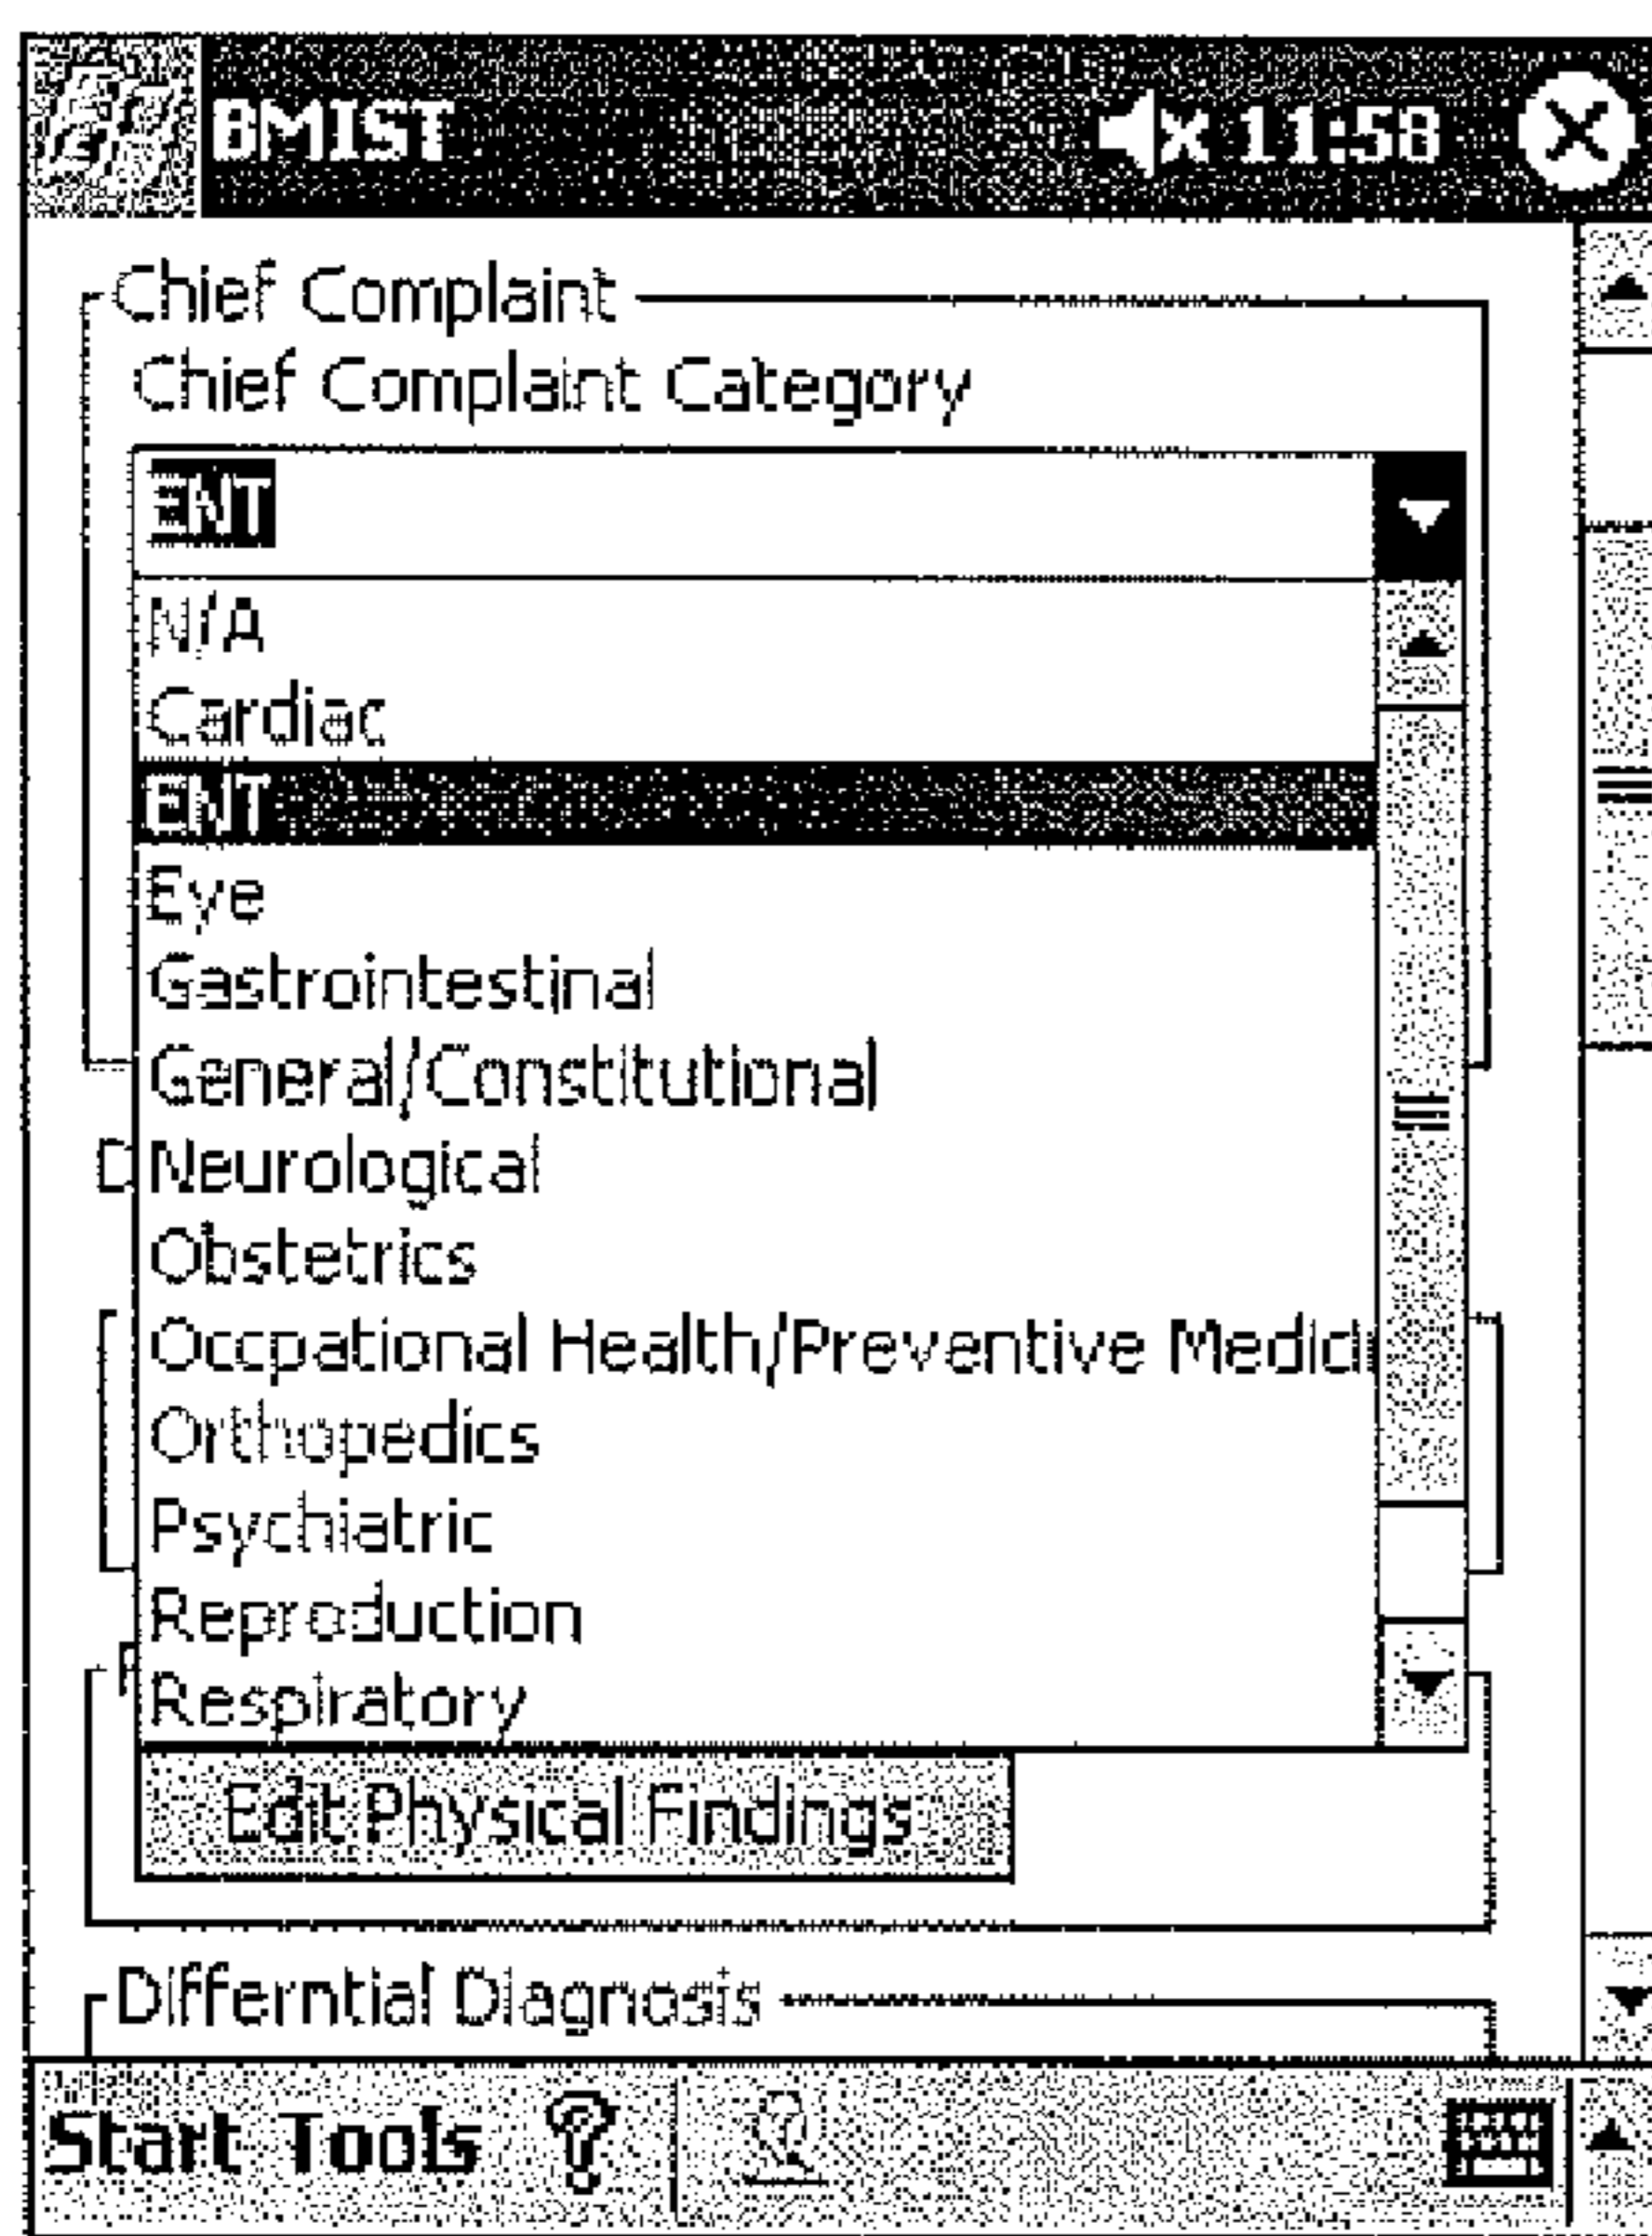 BMIST 11:58
Chief Complaint
Chief Complaint Category
ENT
N/A
Cardiac
ENT
Eye
Gastrointestinal
General/Constitutional
Neurological
Obstetrics
Occpational Health/Preventive Medici
Orthopedics
Psychiatric
Reproduction
Respiratory
Edit Physical Findings
Differntial Diagnosis
Start Tools ?